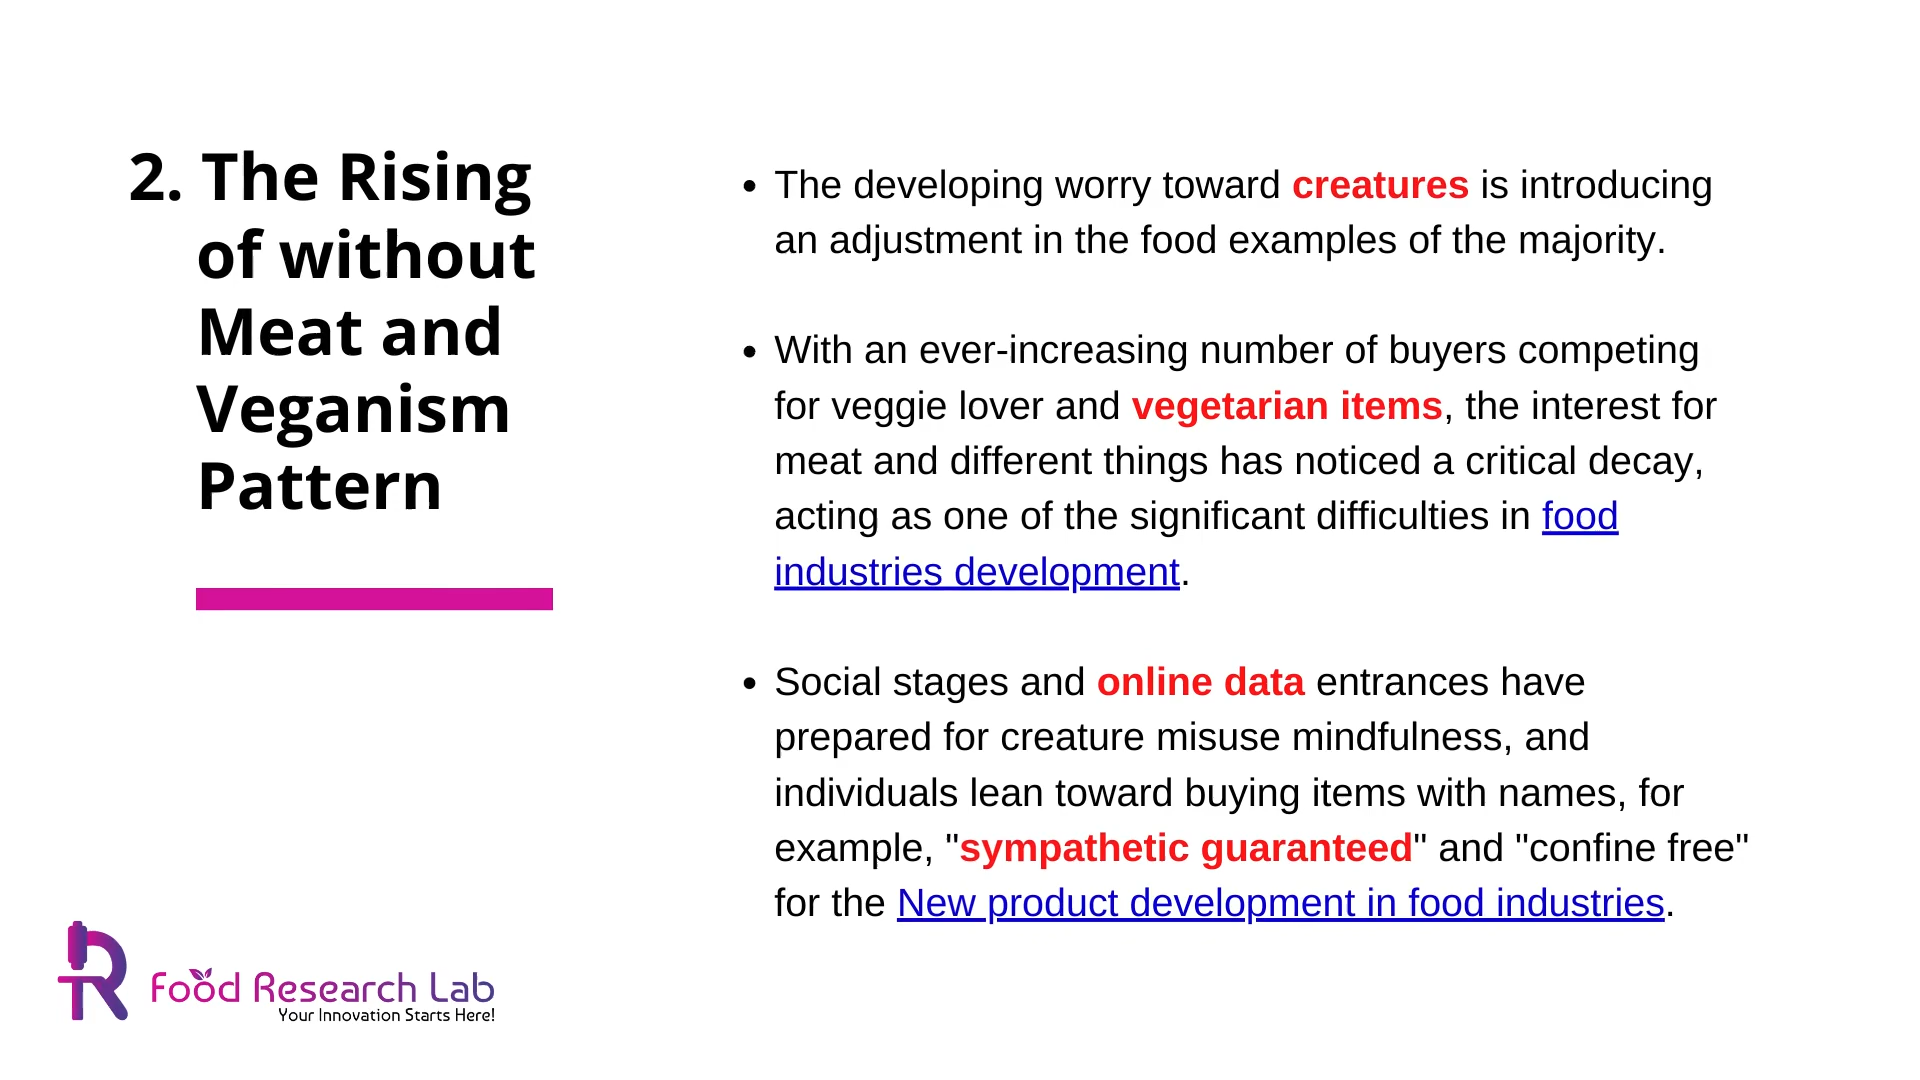 2. The Rising
of without
Meat and
Veganism
Pattern
• The developing worry toward creatures is introducing
an adjustment in the food examples of the majority.
• With an ever-increasing number of buyers competing
for veggie lover and vegetarian items, the interest for
meat and different things has noticed a critical decay,
acting as one of the significant difficulties in food
industries development.
• Social stages and online data entrances have
prepared for creature misuse mindfulness, and
individuals lean toward buying items with names, for
example, "sympathetic guaranteed" and "confine free"
for the New product development in food industries.
Food Research Lab
Your Innovation Starts Here!